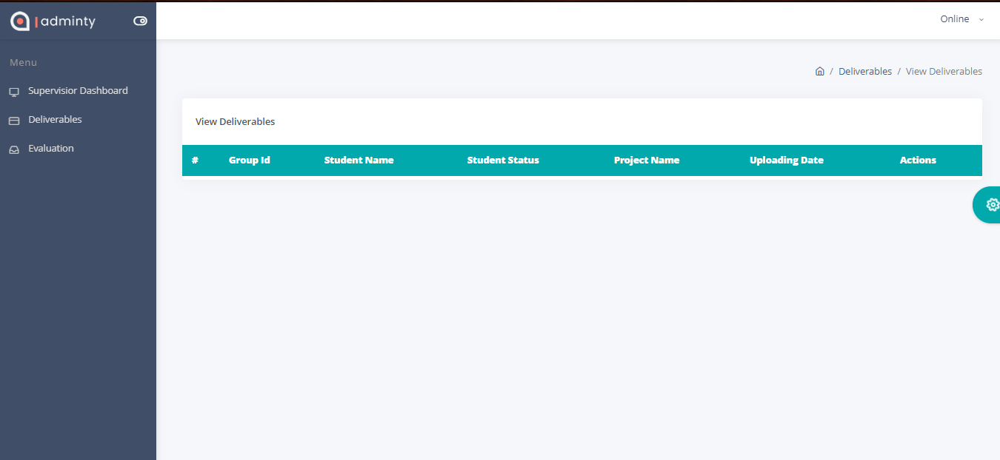 adminty
Online
Menu
Supervisior Dashboard
Deliverables
Evaluation
/ Deliverables / View Deliverables
View Deliverables
# Group Id Student Name Student Status Project Name Uploading Date Actions